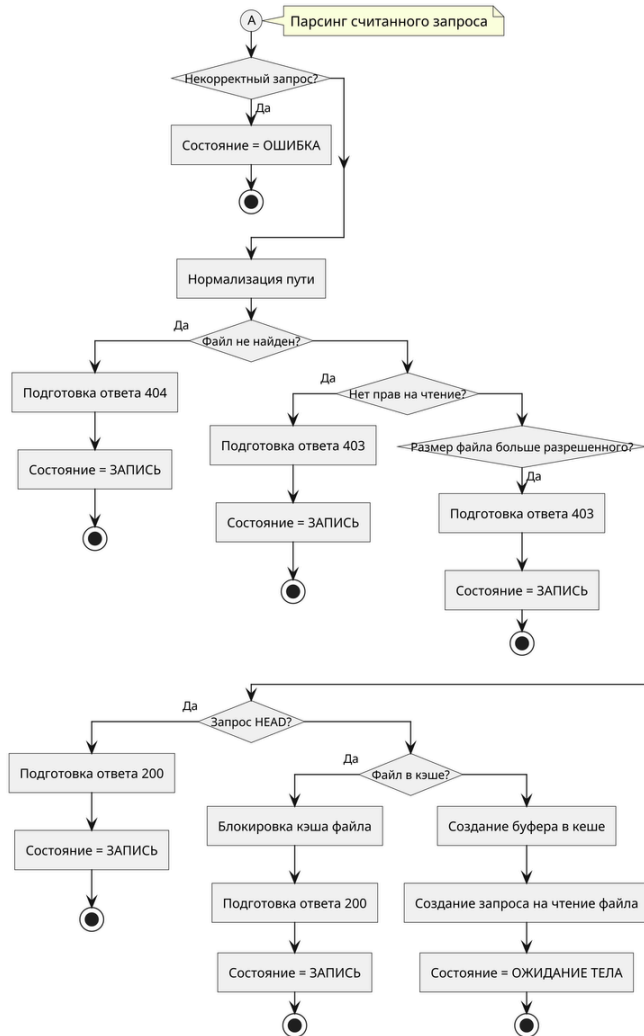 A
Парсинг считанного запроса
Некорректный запрос?
Да
Состояние = ОШИБКА
Нормализация пути
Да
Файл не найден?
Подготовка ответа 404
Состояние = ЗАПИСЬ
Да
Нет прав на чтение?
Подготовка ответа 403
Состояние = ЗАПИСЬ
Размер файла больше разрешенного?
Да
Подготовка ответа 403
Состояние = ЗАПИСЬ
Да
Запрос HEAD?
Подготовка ответа 200
Состояние = ЗАПИСЬ
Да
Файл в кэше?
Блокировка кэша файла
Подготовка ответа 200
Состояние = ЗАПИСЬ
Создание буфера в кеше
Создание запроса на чтение файла
Состояние = ОЖИДАНИЕ ТЕЛА